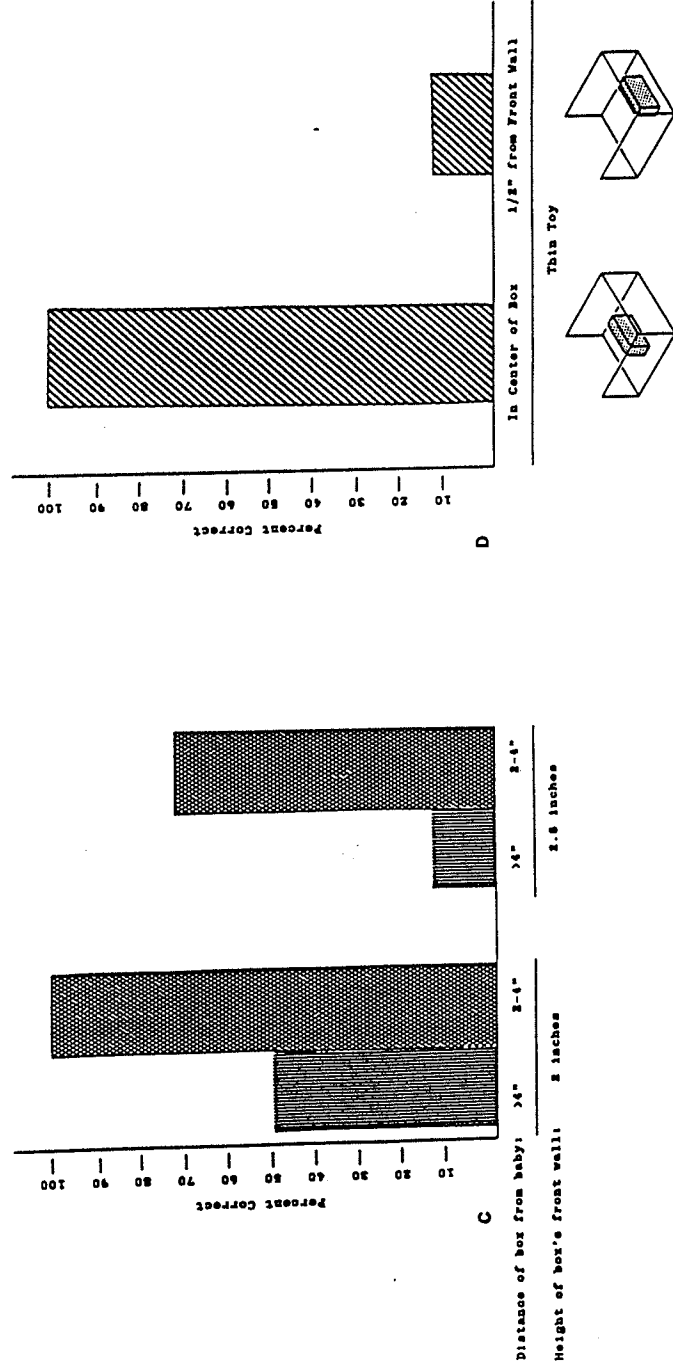 Percent Correct
100
90
80
70
60
50
40
30
20
10
C
Distance of box from baby: >4" 2-4" >4" 2-4"
Height of box's front wall: 2 inches 2.5 inches
Percent Correct
100
90
80
70
60
50
40
30
20
10
D
In Center of Box 1/2" from Front Wall
Thin Toy